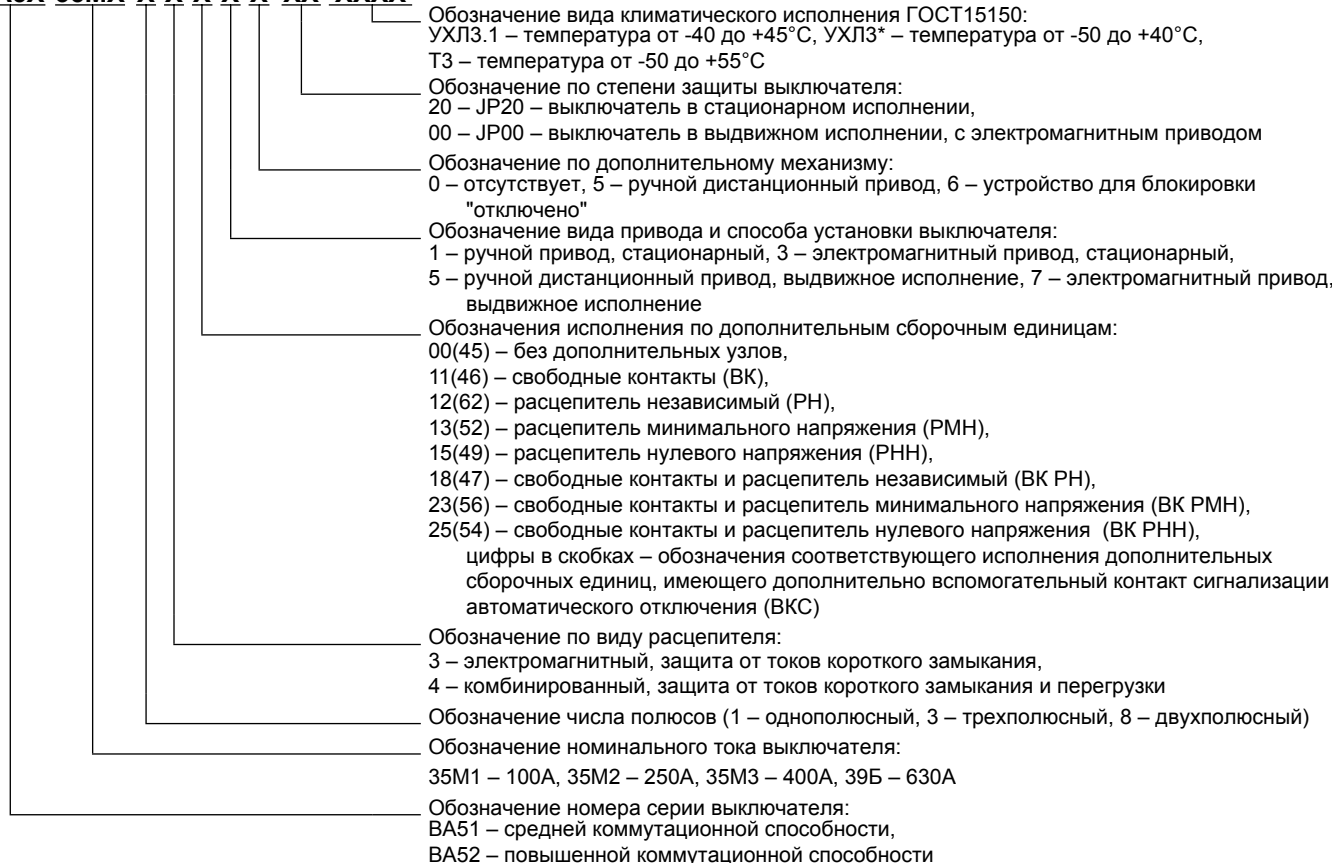 Обозначение вида климатического исполнения ГОСТ15150:
УХЛ3.1 – температура от -40 до +45°С, УХЛ3* – температура от -50 до +40°С,
Т3 – температура от -50 до +55°С
Обозначение по степени защиты выключателя:
20 – JP20 – выключатель в стационарном исполнении,
00 – JP00 – выключатель в выдвижном исполнении, с электромагнитным приводом
Обозначение по дополнительному механизму:
0 – отсутствует, 5 – ручной дистанционный привод, 6 – устройство для блокировки
"отключено"
Обозначение вида привода и способа установки выключателя:
1 – ручной привод, стационарный, 3 – электромагнитный привод, стационарный,
5 – ручной дистанционный привод, выдвижное исполнение, 7 – электромагнитный привод,
выдвижное исполнение
Обозначения исполнения по дополнительным сборочным единицам:
00(45) – без дополнительных узлов,
11(46) – свободные контакты (ВК),
12(62) – расцепитель независимый (РН),
13(52) – расцепитель минимального напряжения (РМН),
15(49) – расцепитель нулевого напряжения (РНН),
18(47) – свободные контакты и расцепитель независимый (ВК РН),
23(56) – свободные контакты и расцепитель минимального напряжения (ВК РМН),
25(54) – свободные контакты и расцепитель нулевого напряжения (ВК РНН),
цифры в скобках – обозначения соответствующего исполнения дополнительных
сборочных единиц, имеющего дополнительно вспомогательный контакт сигнализации
автоматического отключения (ВКС)
Обозначение по виду расцепителя:
3 – электромагнитный, защита от токов короткого замыкания,
4 – комбинированный, защита от токов короткого замыкания и перегрузки
Обозначение числа полюсов (1 – однополюсный, 3 – трехполюсный, 8 – двухполюсный)
Обозначение номинального тока выключателя:
35М1 – 100А, 35М2 – 250А, 35М3 – 400А, 39Б – 630А
Обозначение номера серии выключателя:
ВА51 – средней коммутационной способности,
ВА52 – повышенной коммутационной способности